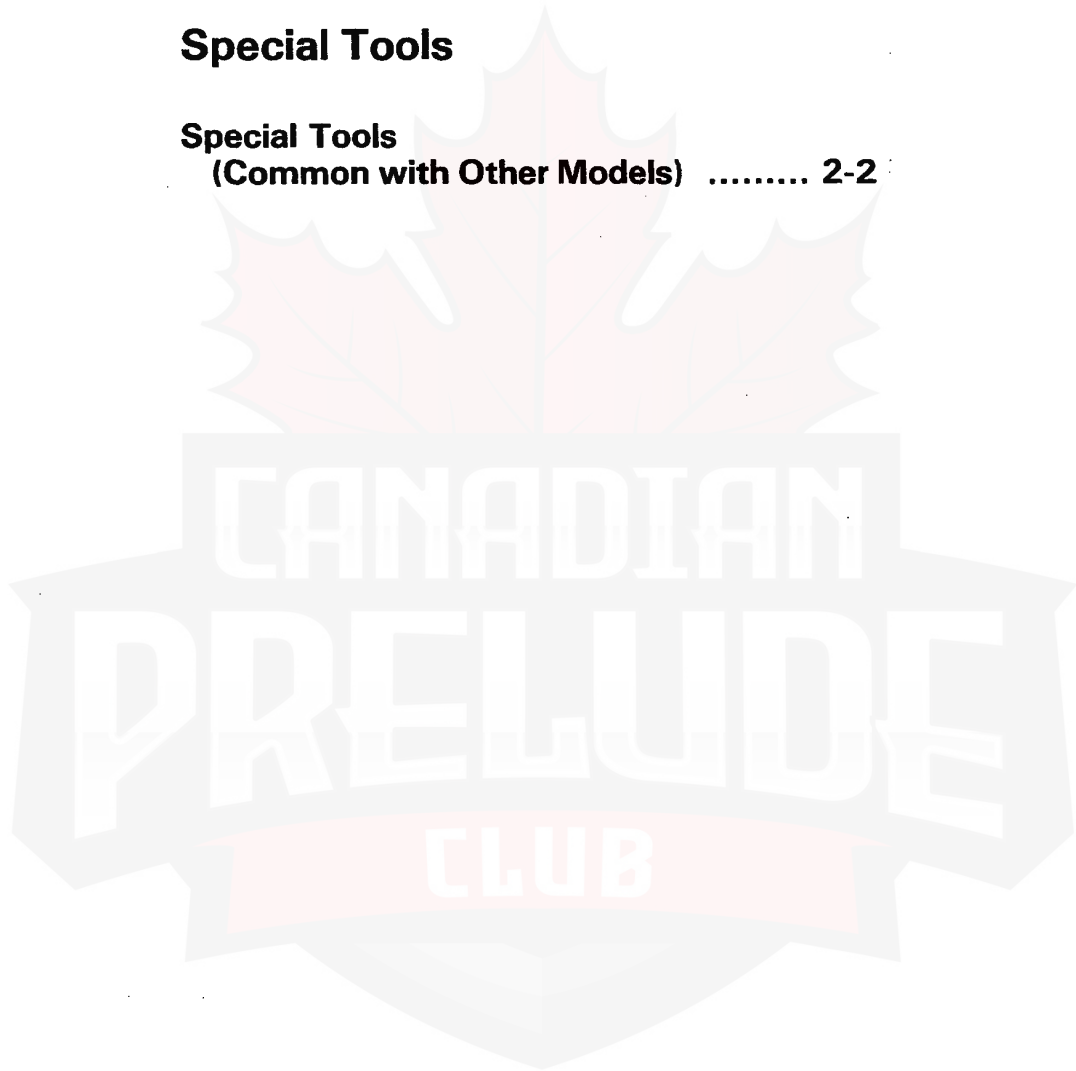 Special Tools
Special Tools
(Common with Other Models) ......... 2-2
CANADIAN
PRELUDE
CLUB